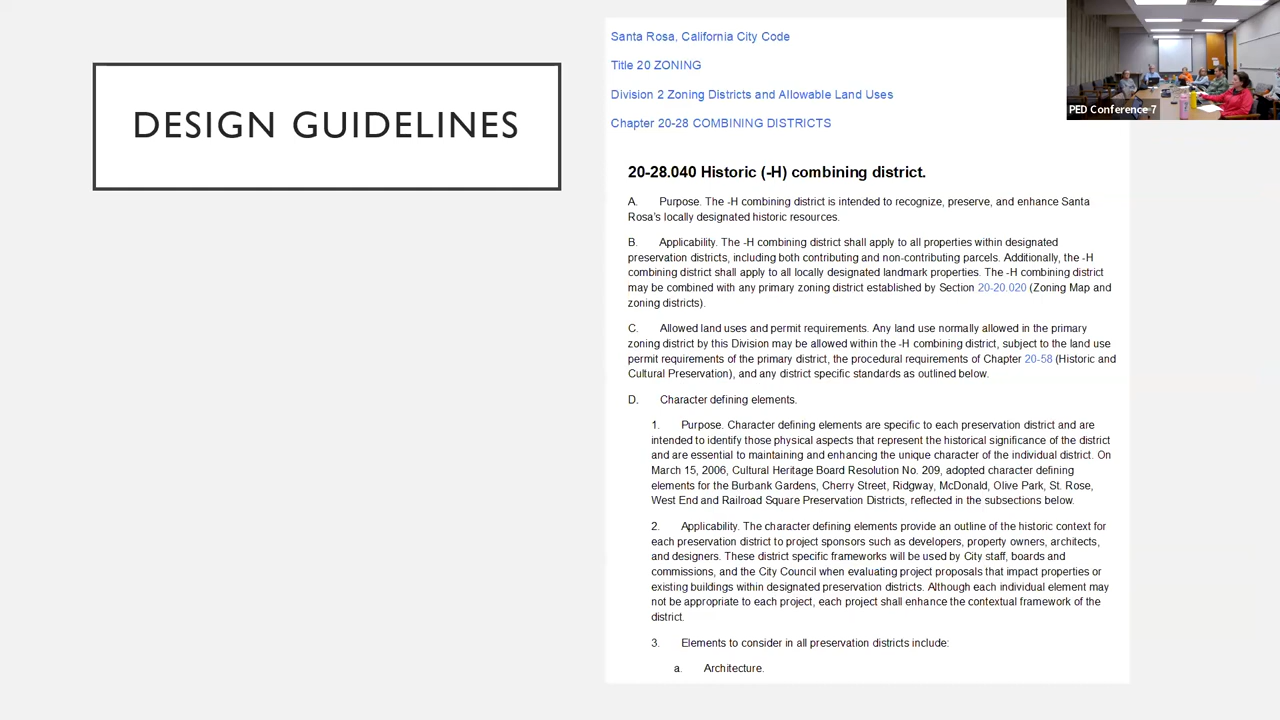 DESIGN GUIDELINES
Santa Rosa, California City Code
Title 20 ZONING
Division 2 Zoning Districts and Allowable Land Uses
Chapter 20-28 COMBINING DISTRICTS
20-28.040 Historic (-H) combining district.
A. Purpose. The -H combining district is intended to recognize, preserve, and enhance Santa
Rosa's locally designated historic resources.
B. Applicability. The -H combining district shall apply to all properties within designated
preservation districts, including both contributing and non-contributing parcels. Additionally, the -H
combining district shall apply to all locally designated landmark properties. The -H combining district
may be combined with any primary zoning district established by Section 20-20.020 (Zoning Map and
zoning districts).
C. Allowed land uses and permit requirements. Any land use normally allowed in the primary
zoning district by this Division may be allowed within the -H combining district, subject to the land use
permit requirements of the primary district, the procedural requirements of Chapter 20-58 (Historic and
Cultural Preservation), and any district specific standards as outlined below.
D. Character defining elements.
1. Purpose. Character defining elements are specific to each preservation district and are
intended to identify those physical aspects that represent the historical significance of the district
and are essential to maintaining and enhancing the unique character of the individual district. On
March 15, 2006, Cultural Heritage Board Resolution No. 209, adopted character defining
elements for the Burbank Gardens, Cherry Street, Ridgway, McDonald, Olive Park, St. Rose,
West End and Railroad Square Preservation Districts, reflected in the subsections below.
2. Applicability. The character defining elements provide an outline of the historic context for
each preservation district to project sponsors such as developers, property owners, architects,
and designers. These district specific frameworks will be used by City staff, boards and
commissions, and the City Council when evaluating project proposals that impact properties or
existing buildings within designated preservation districts. Although each individual element may
not be appropriate to each project, each project shall enhance the contextual framework of the
district.
3. Elements to consider in all preservation districts include:
a. Architecture.
PED Conference 7